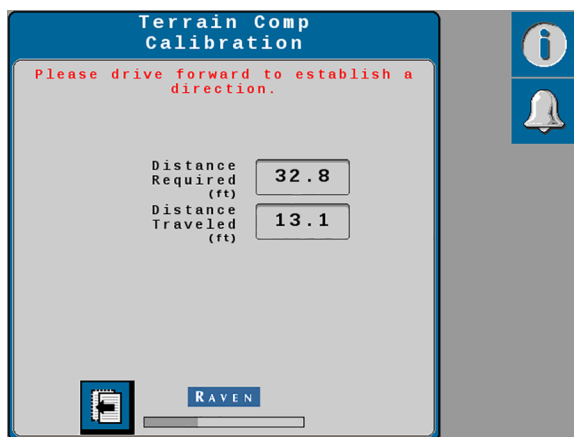 Terrain Comp
Calibration
Please drive forward to establish a
direction.
Distance
Required
(ft)
32.8
Distance
Traveled
(ft)
13.1
RAVEN